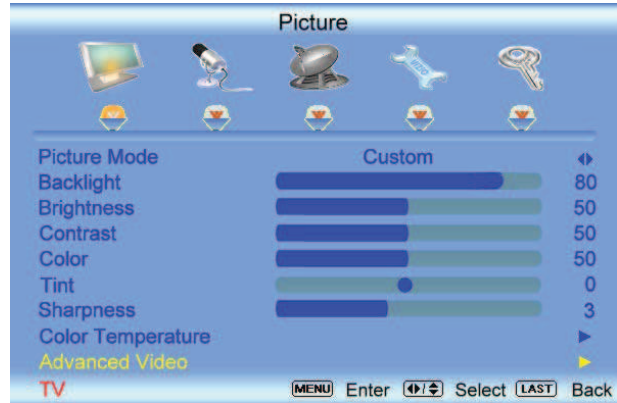 Picture
Picture Mode Custom
Backlight 80
Brightness 50
Contrast 50
Color 50
Tint 0
Sharpness 3
Color Temperature
Advanced Video
TV MENU Enter Select LAST Back